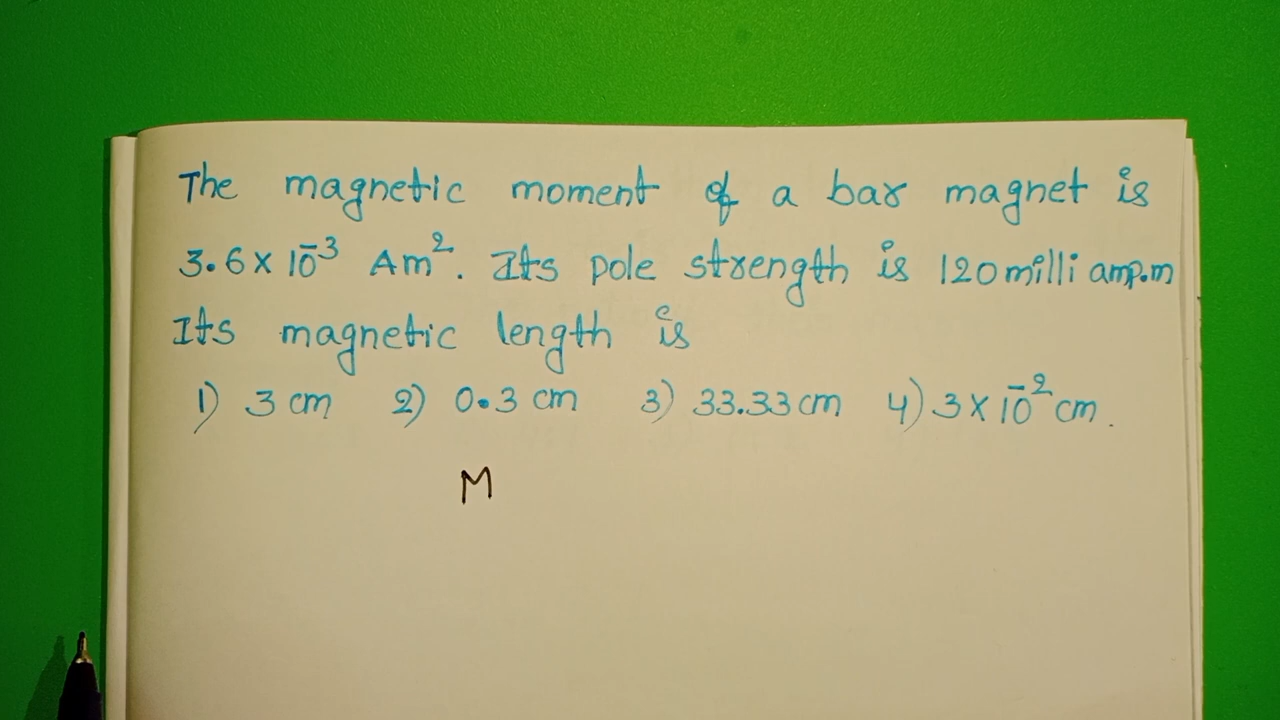 The magnetic moment of a bar magnet is
3.6 x 10⁻³ Am². Its pole strength is 120 milli amp.m
Its magnetic length is
1) 3 cm 2) 0.3 cm 3) 33.33 cm 4) 3 x 10⁻² cm.
M